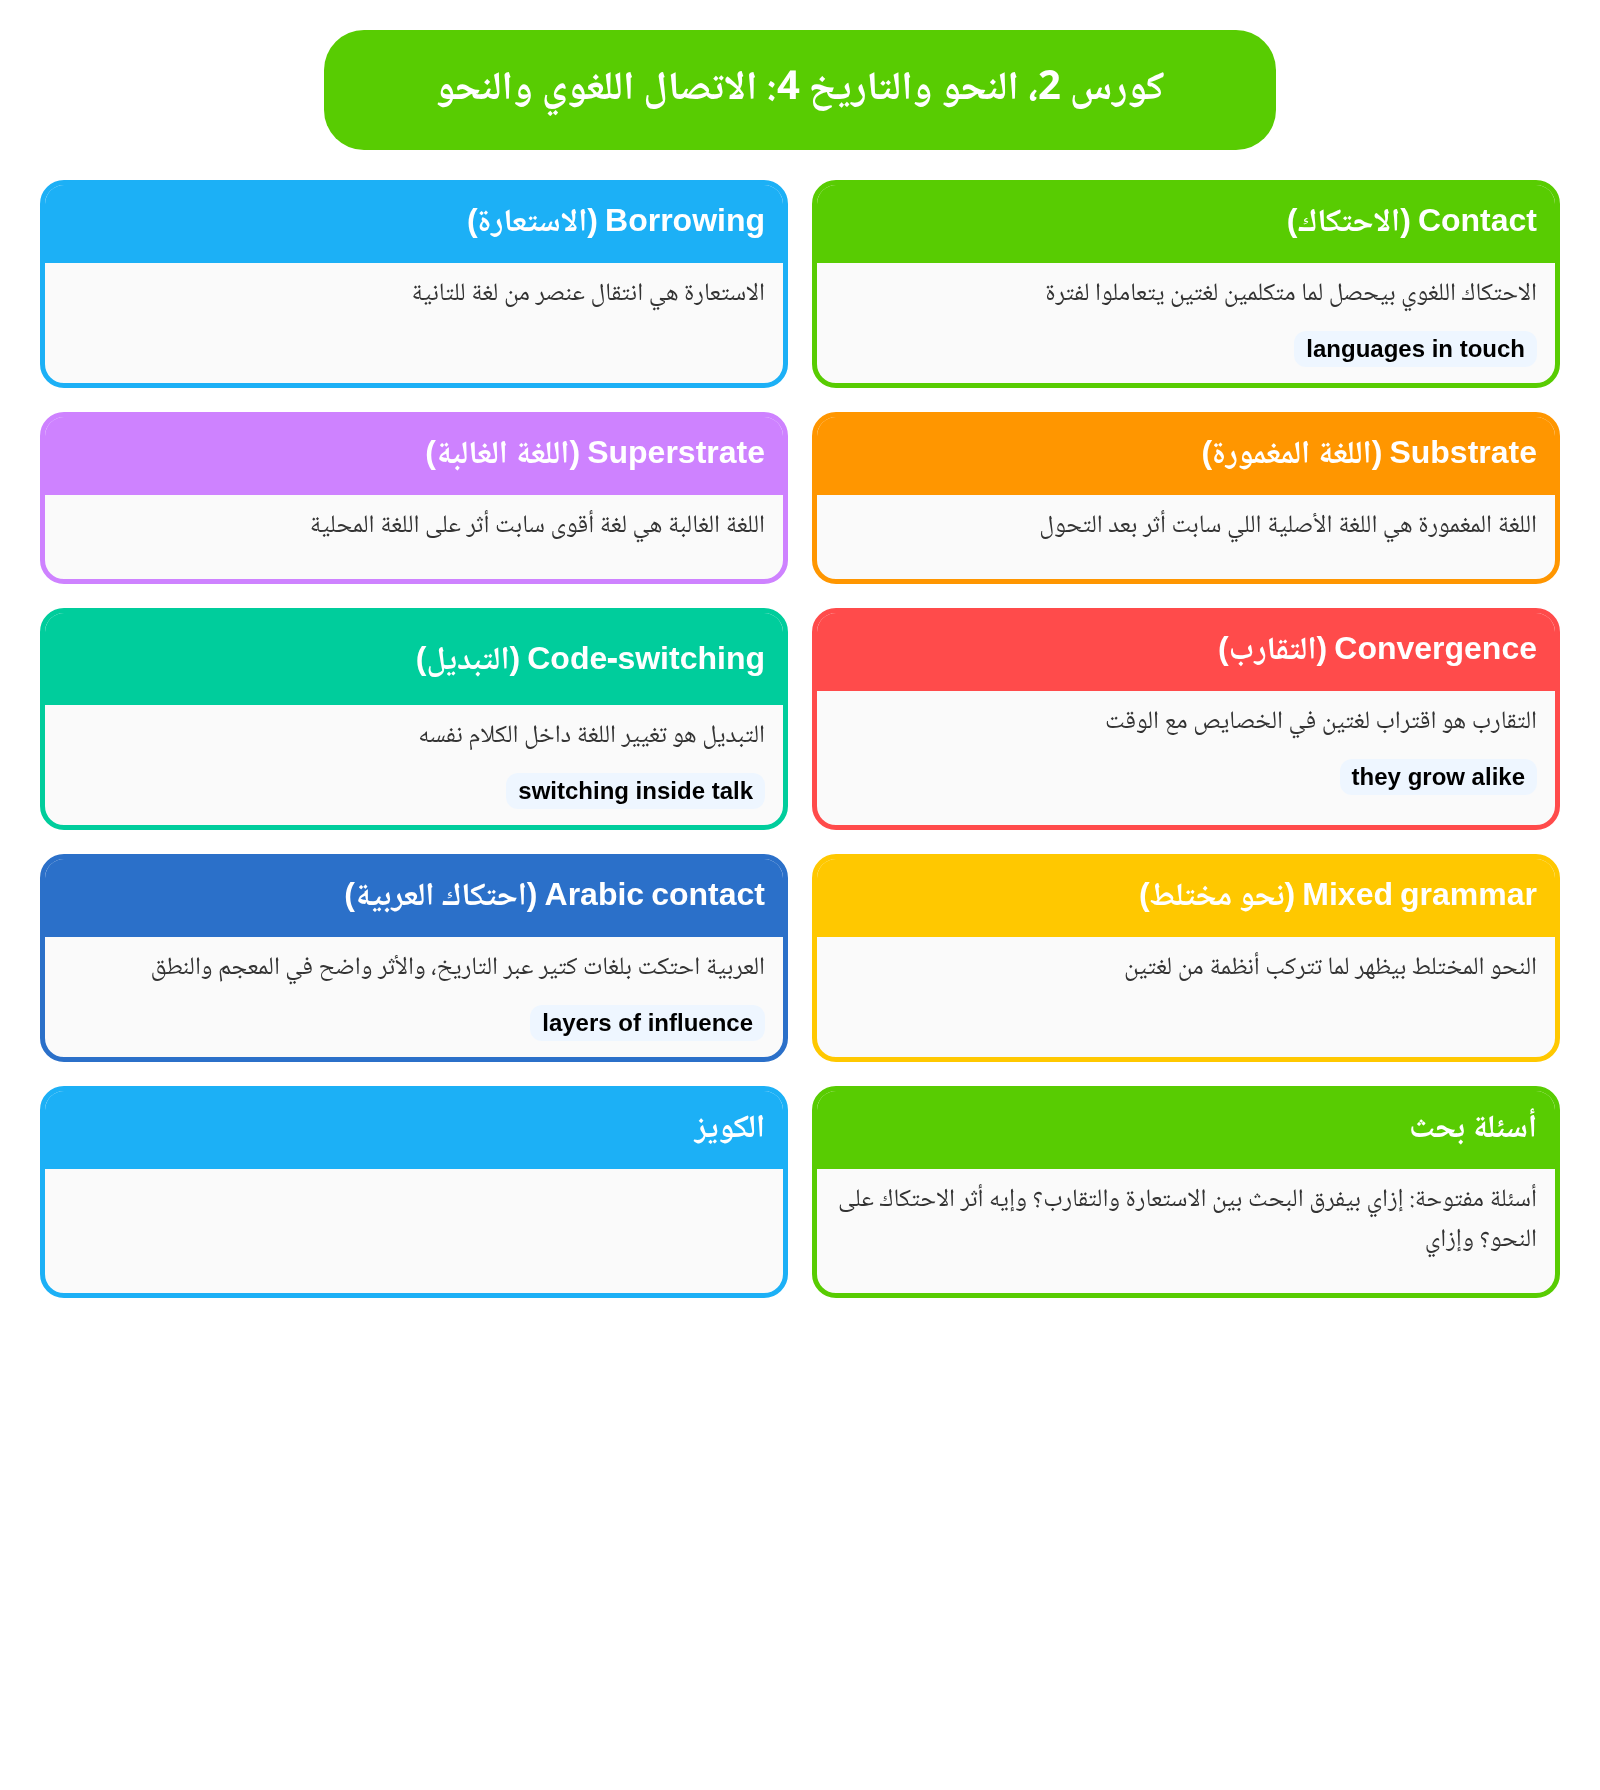 كورس 2، النحو والتاريخ 4: الاتصال اللغوي والنحو
Contact (الاحتكاك)
الاحتكاك اللغوي بيحصل لما متكلمين لغتين يتعاملوا لفترة
languages in touch
Borrowing (الاستعارة)
الاستعارة هي انتقال عنصر من لغة للتانية
Substrate (اللغة المغمورة)
اللغة المغمورة هي اللغة الأصلية اللي سابت أثر بعد التحول
Superstrate (اللغة الغالبة)
اللغة الغالبة هي لغة أقوى سابت أثر على اللغة المحلية
Convergence (التقارب)
التقارب هو اقتراب لغتين في الخصايص مع الوقت
they grow alike
Code-switching (التبديل)
التبديل هو تغيير اللغة داخل الكلام نفسه
switching inside talk
Mixed grammar (نحو مختلط)
النحو المختلط بيظهر لما تتركب أنظمة من لغتين
Arabic contact (احتكاك العربية)
العربية احتكت بلغات كتير عبر التاريخ، والأثر واضح في المعجم والنطق
layers of influence
أسئلة بحث
أسئلة مفتوحة: إزاي بيفرق البحث بين الاستعارة والتقارب؟ وإيه أثر الاحتكاك على
النحو؟ وإزاي
الكويز